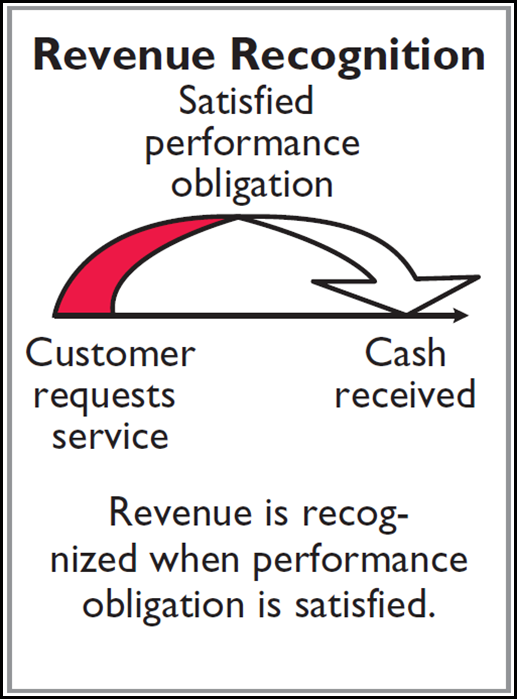 Revenue Recognition
Satisfied
performance
obligation
Customer
requests
service
Cash
received
Revenue is recog-
nized when performance
obligation is satisfied.